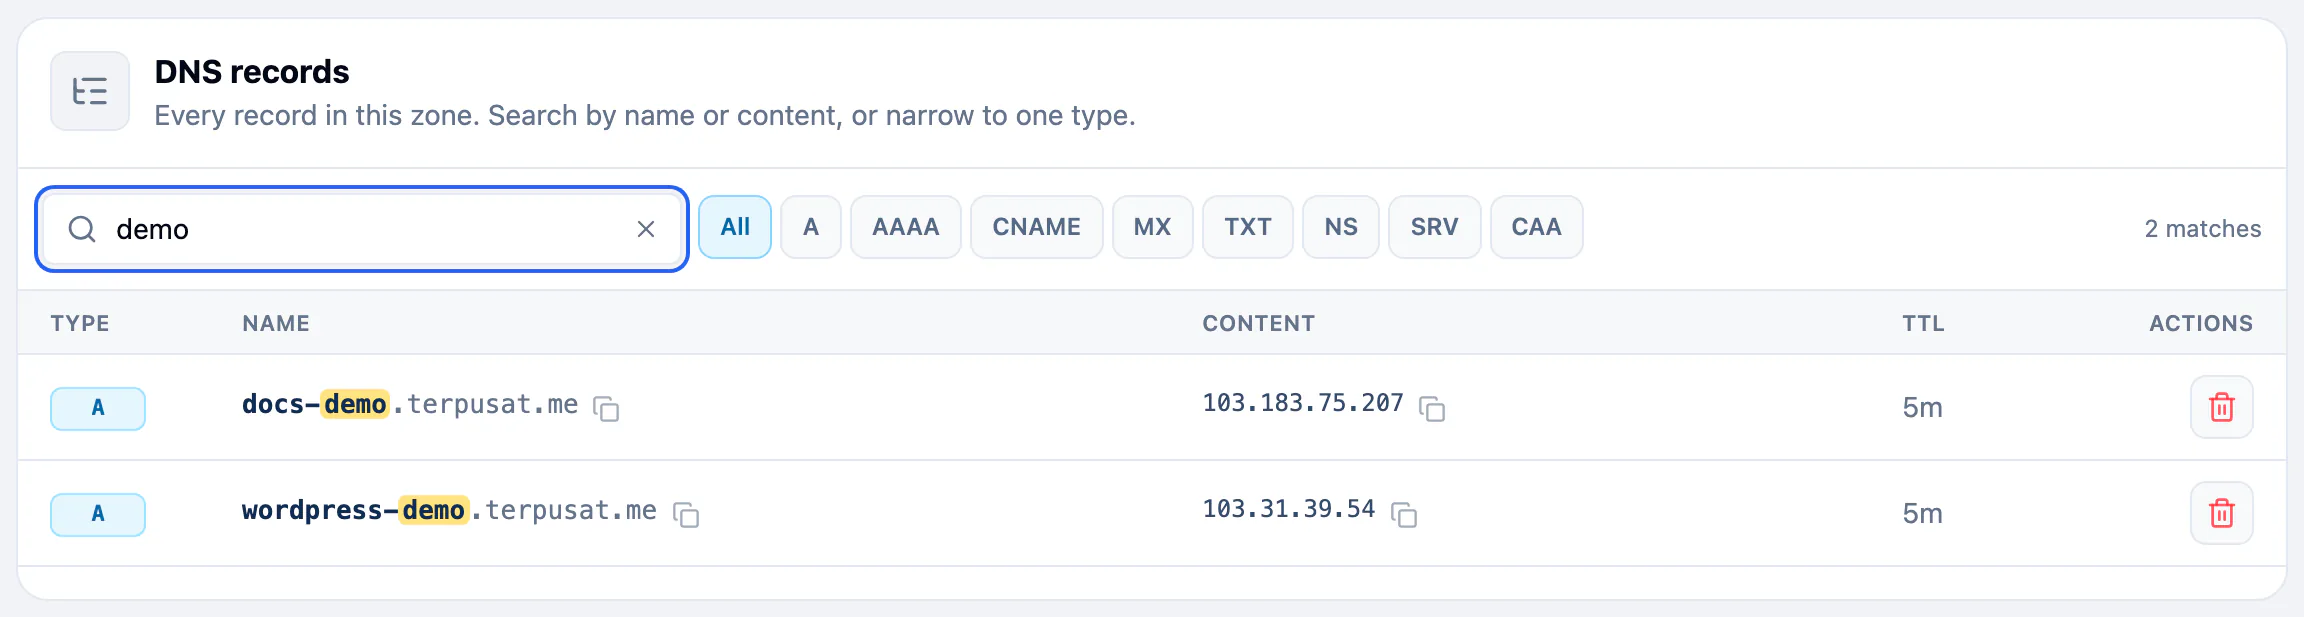 DNS records
Every record in this zone. Search by name or content, or narrow to one type.
demo
All A AAAA CNAME MX TXT NS SRV CAA
2 matches
TYPE NAME CONTENT TTL ACTIONS
A docs-demo.terpusat.me 103.183.75.207 5m
A wordpress-demo.terpusat.me 103.31.39.54 5m